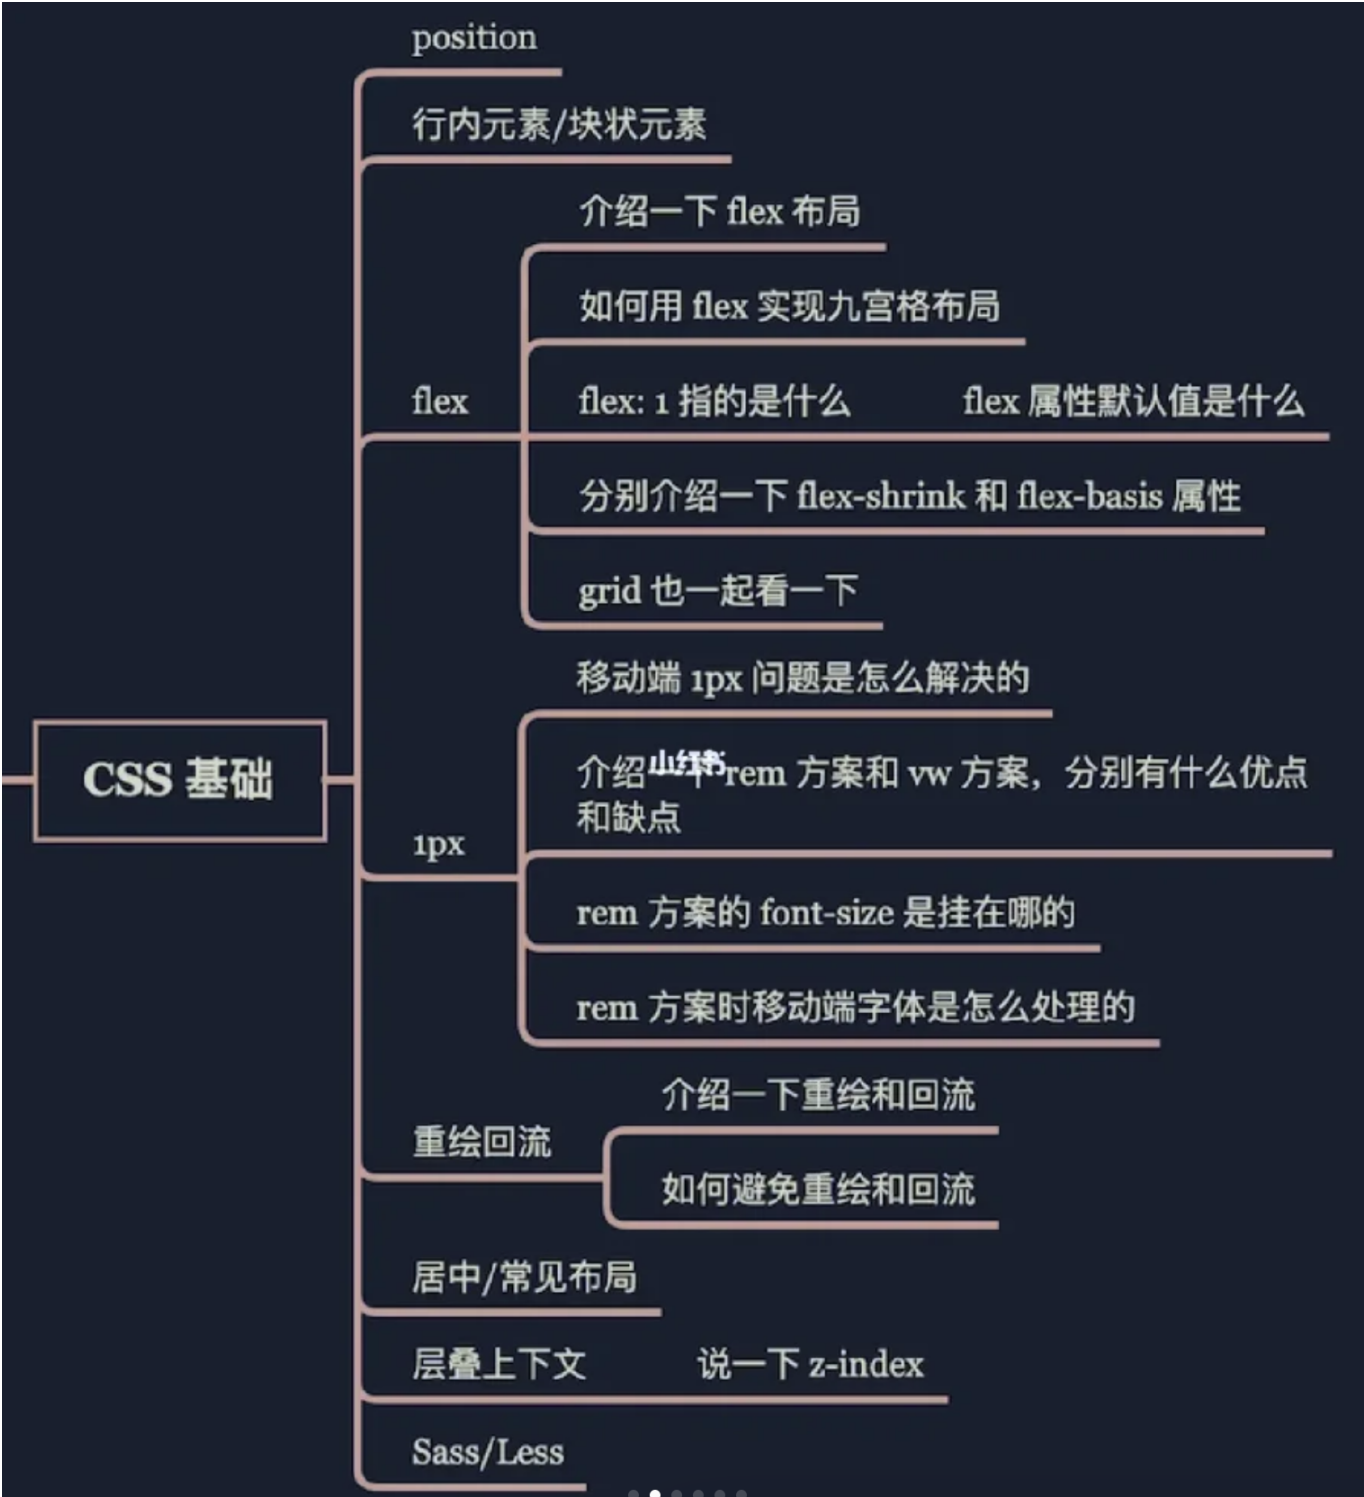 position
行内元素/块状元素
介绍一下 flex 布局
如何用 flex 实现九宫格布局
flex
flex: 1 指的是什么
flex 属性默认值是什么
分别介绍一下 flex-shrink 和 flex-basis 属性
grid 也一起看一下
移动端 1px 问题是怎么解决的
CSS 基础
介绍一下 rem 方案和 vw 方案，分别有什么优点
和缺点
小红书
1px
rem 方案的 font-size 是挂在哪的
rem 方案时移动端字体是怎么处理的
介绍一下重绘和回流
重绘回流
如何避免重绘和回流
居中/常见布局
层叠上下文
说一下 z-index
Sass/Less